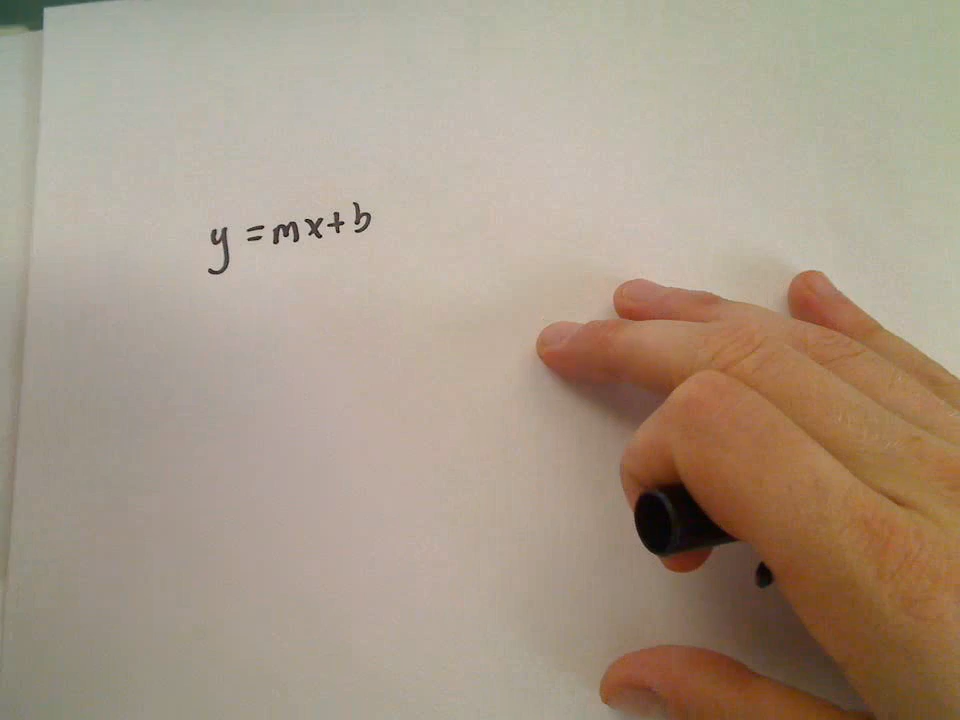 y = mx + b